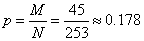 p = M/N = 45/253 ≈ 0.178